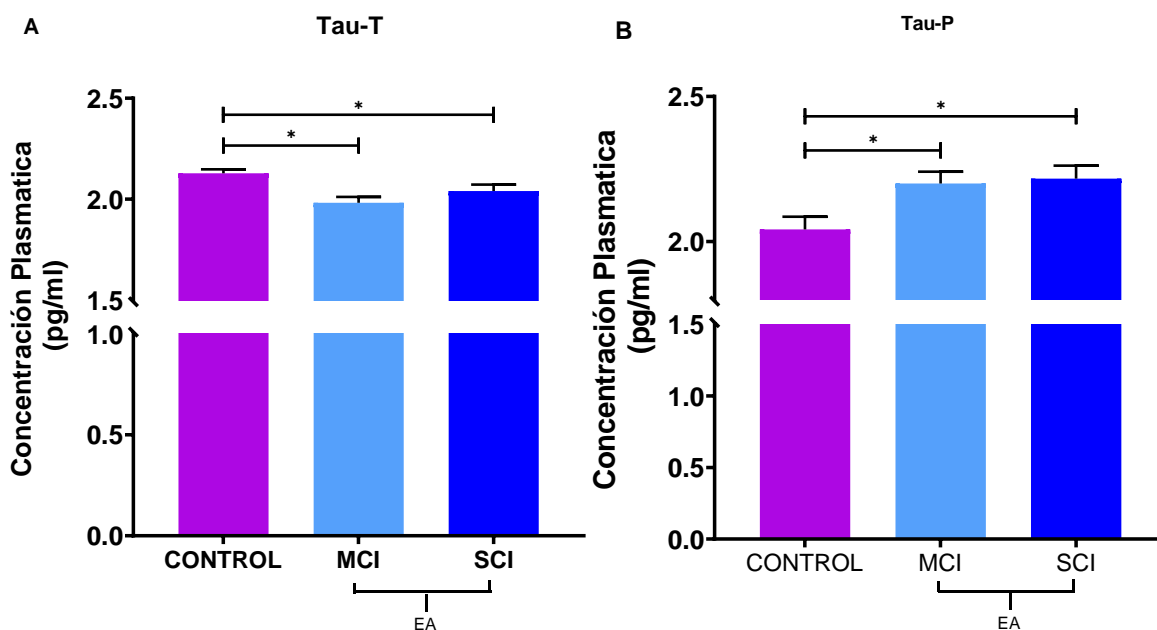 A
Tau-T
Concentración Plasmatica
(pg/ml)
2.5
2.0
1.5
1.0
0.5
0.0
*
*
CONTROL MCI SCI
EA
B
Tau-P
Concentración Plasmatica
(pg/ml)
2.5
2.0
1.5
1.0
0.5
0.0
*
*
CONTROL MCI SCI
EA